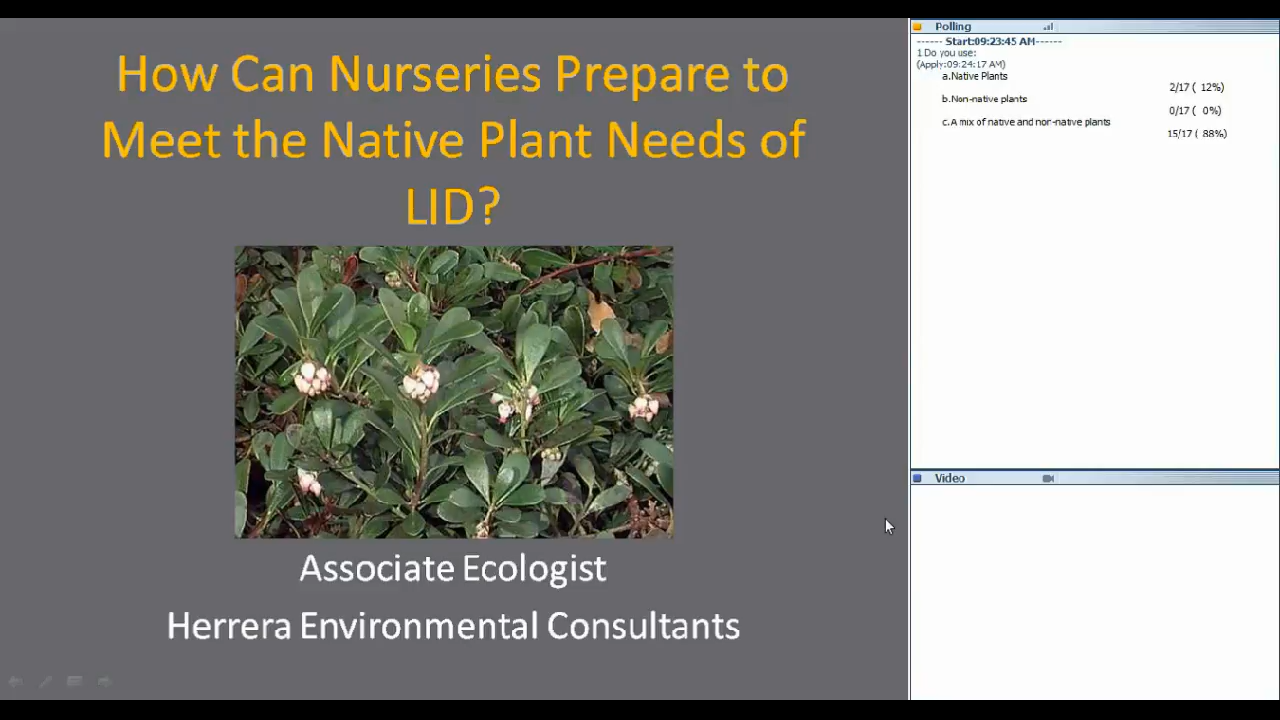 How Can Nurseries Prepare to
Meet the Native Plant Needs of
LID?
Associate Ecologist
Herrera Environmental Consultants
Polling
------ Start:09:23:45 AM------
1 Do you use:
(Apply:09:24:17 AM)
a.Native Plants
2/17 ( 12%)
b.Non-native plants
0/17 ( 0%)
c.A mix of native and non-native plants
15/17 ( 88%)
Video